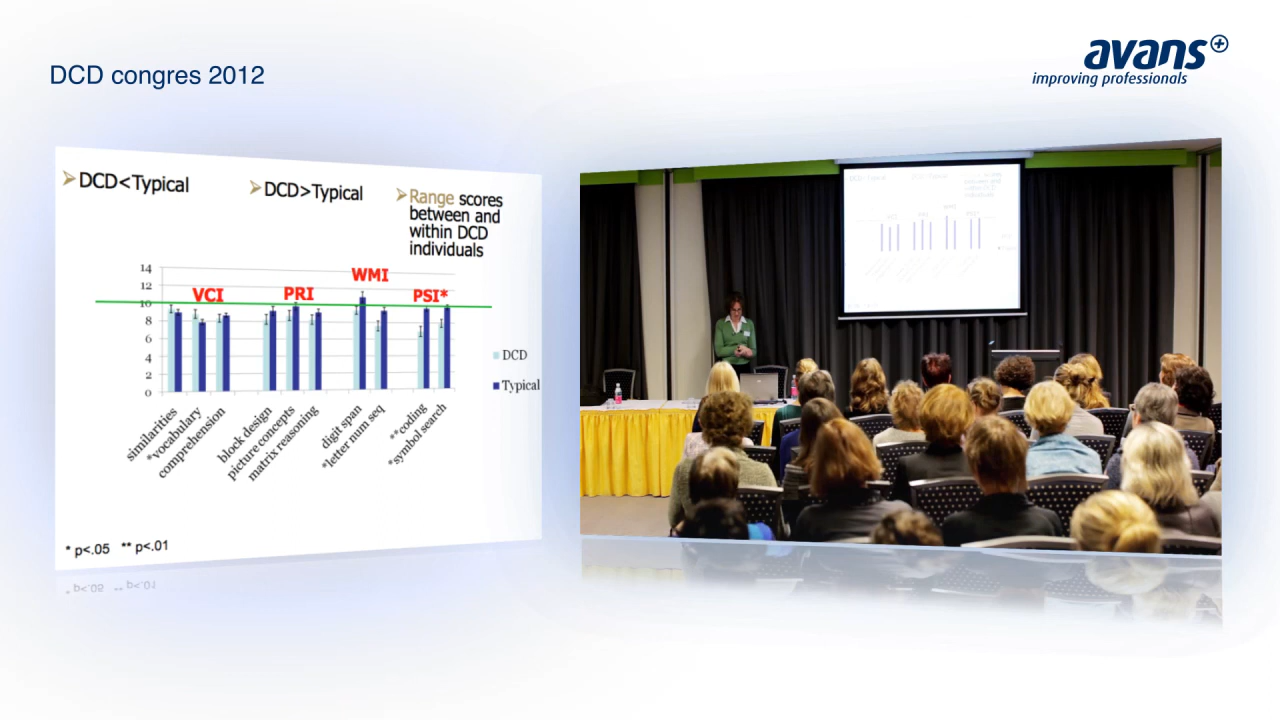 DCD congres 2012
avans+
improving professionals
➢DCD<Typical
➢DCD>Typical
➢Range scores
between and
within DCD
individuals
14
12
10
8
6
4
2
0
VCI
PRI
WMI
PSI*
DCD
Typical
similarities
*vocabulary
comprehension
block design
picture concepts
matrix reasoning
digit span
*letter num seq
**coding
*symbol search
* p<.05 ** p<.01